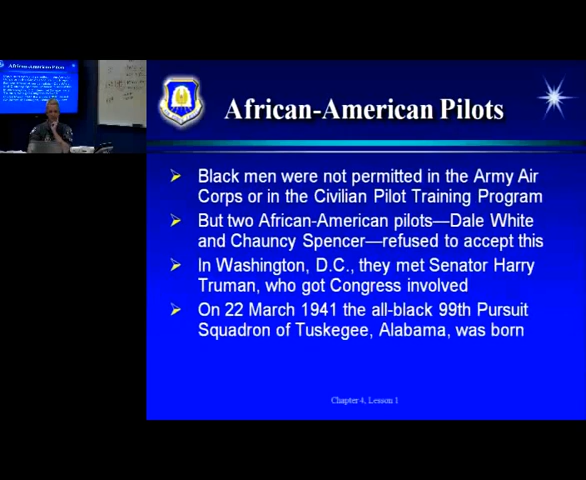 African-American Pilots
Black men were not permitted in the Army Air
Corps or in the Civilian Pilot Training Program
But two African-American pilots—Dale White
and Chauncy Spencer—refused to accept this
In Washington, D.C., they met Senator Harry
Truman, who got Congress involved
On 22 March 1941 the all-black 99th Pursuit
Squadron of Tuskegee, Alabama, was born
Chapter 4, Lesson 1
African-American Pilots